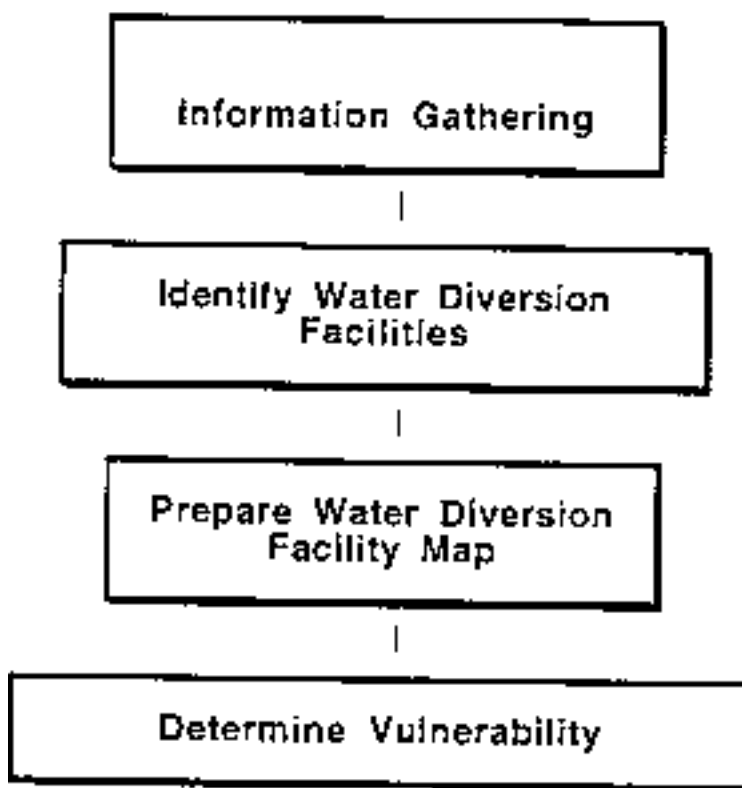 Information Gathering
Identify Water Diversion
Facilities
Prepare Water Diversion
Facility Map
Determine Vulnerability